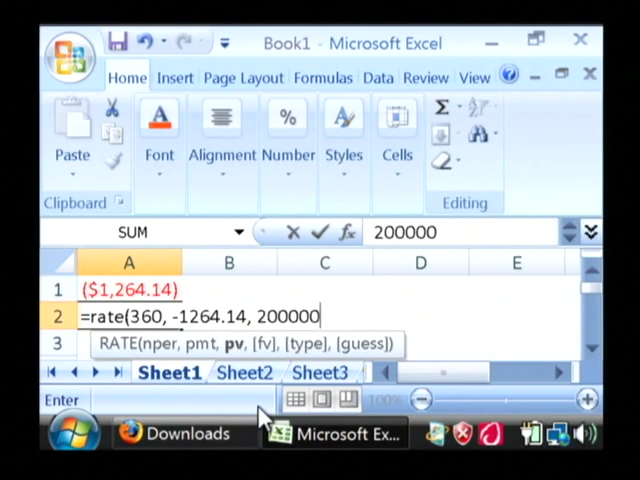 Book1 - Microsoft Excel
Home Insert Page Layout Formulas Data Review View
Paste Font Alignment Number Styles Cells
Clipboard Editing
SUM 200000
A B C D E
1 ($1,264.14)
2 =rate(360, -1264.14, 200000
3 RATE(nper, pmt, pv, [fv], [type], [guess])
Sheet1 Sheet2 Sheet3
Enter 100%
Downloads Microsoft Ex...